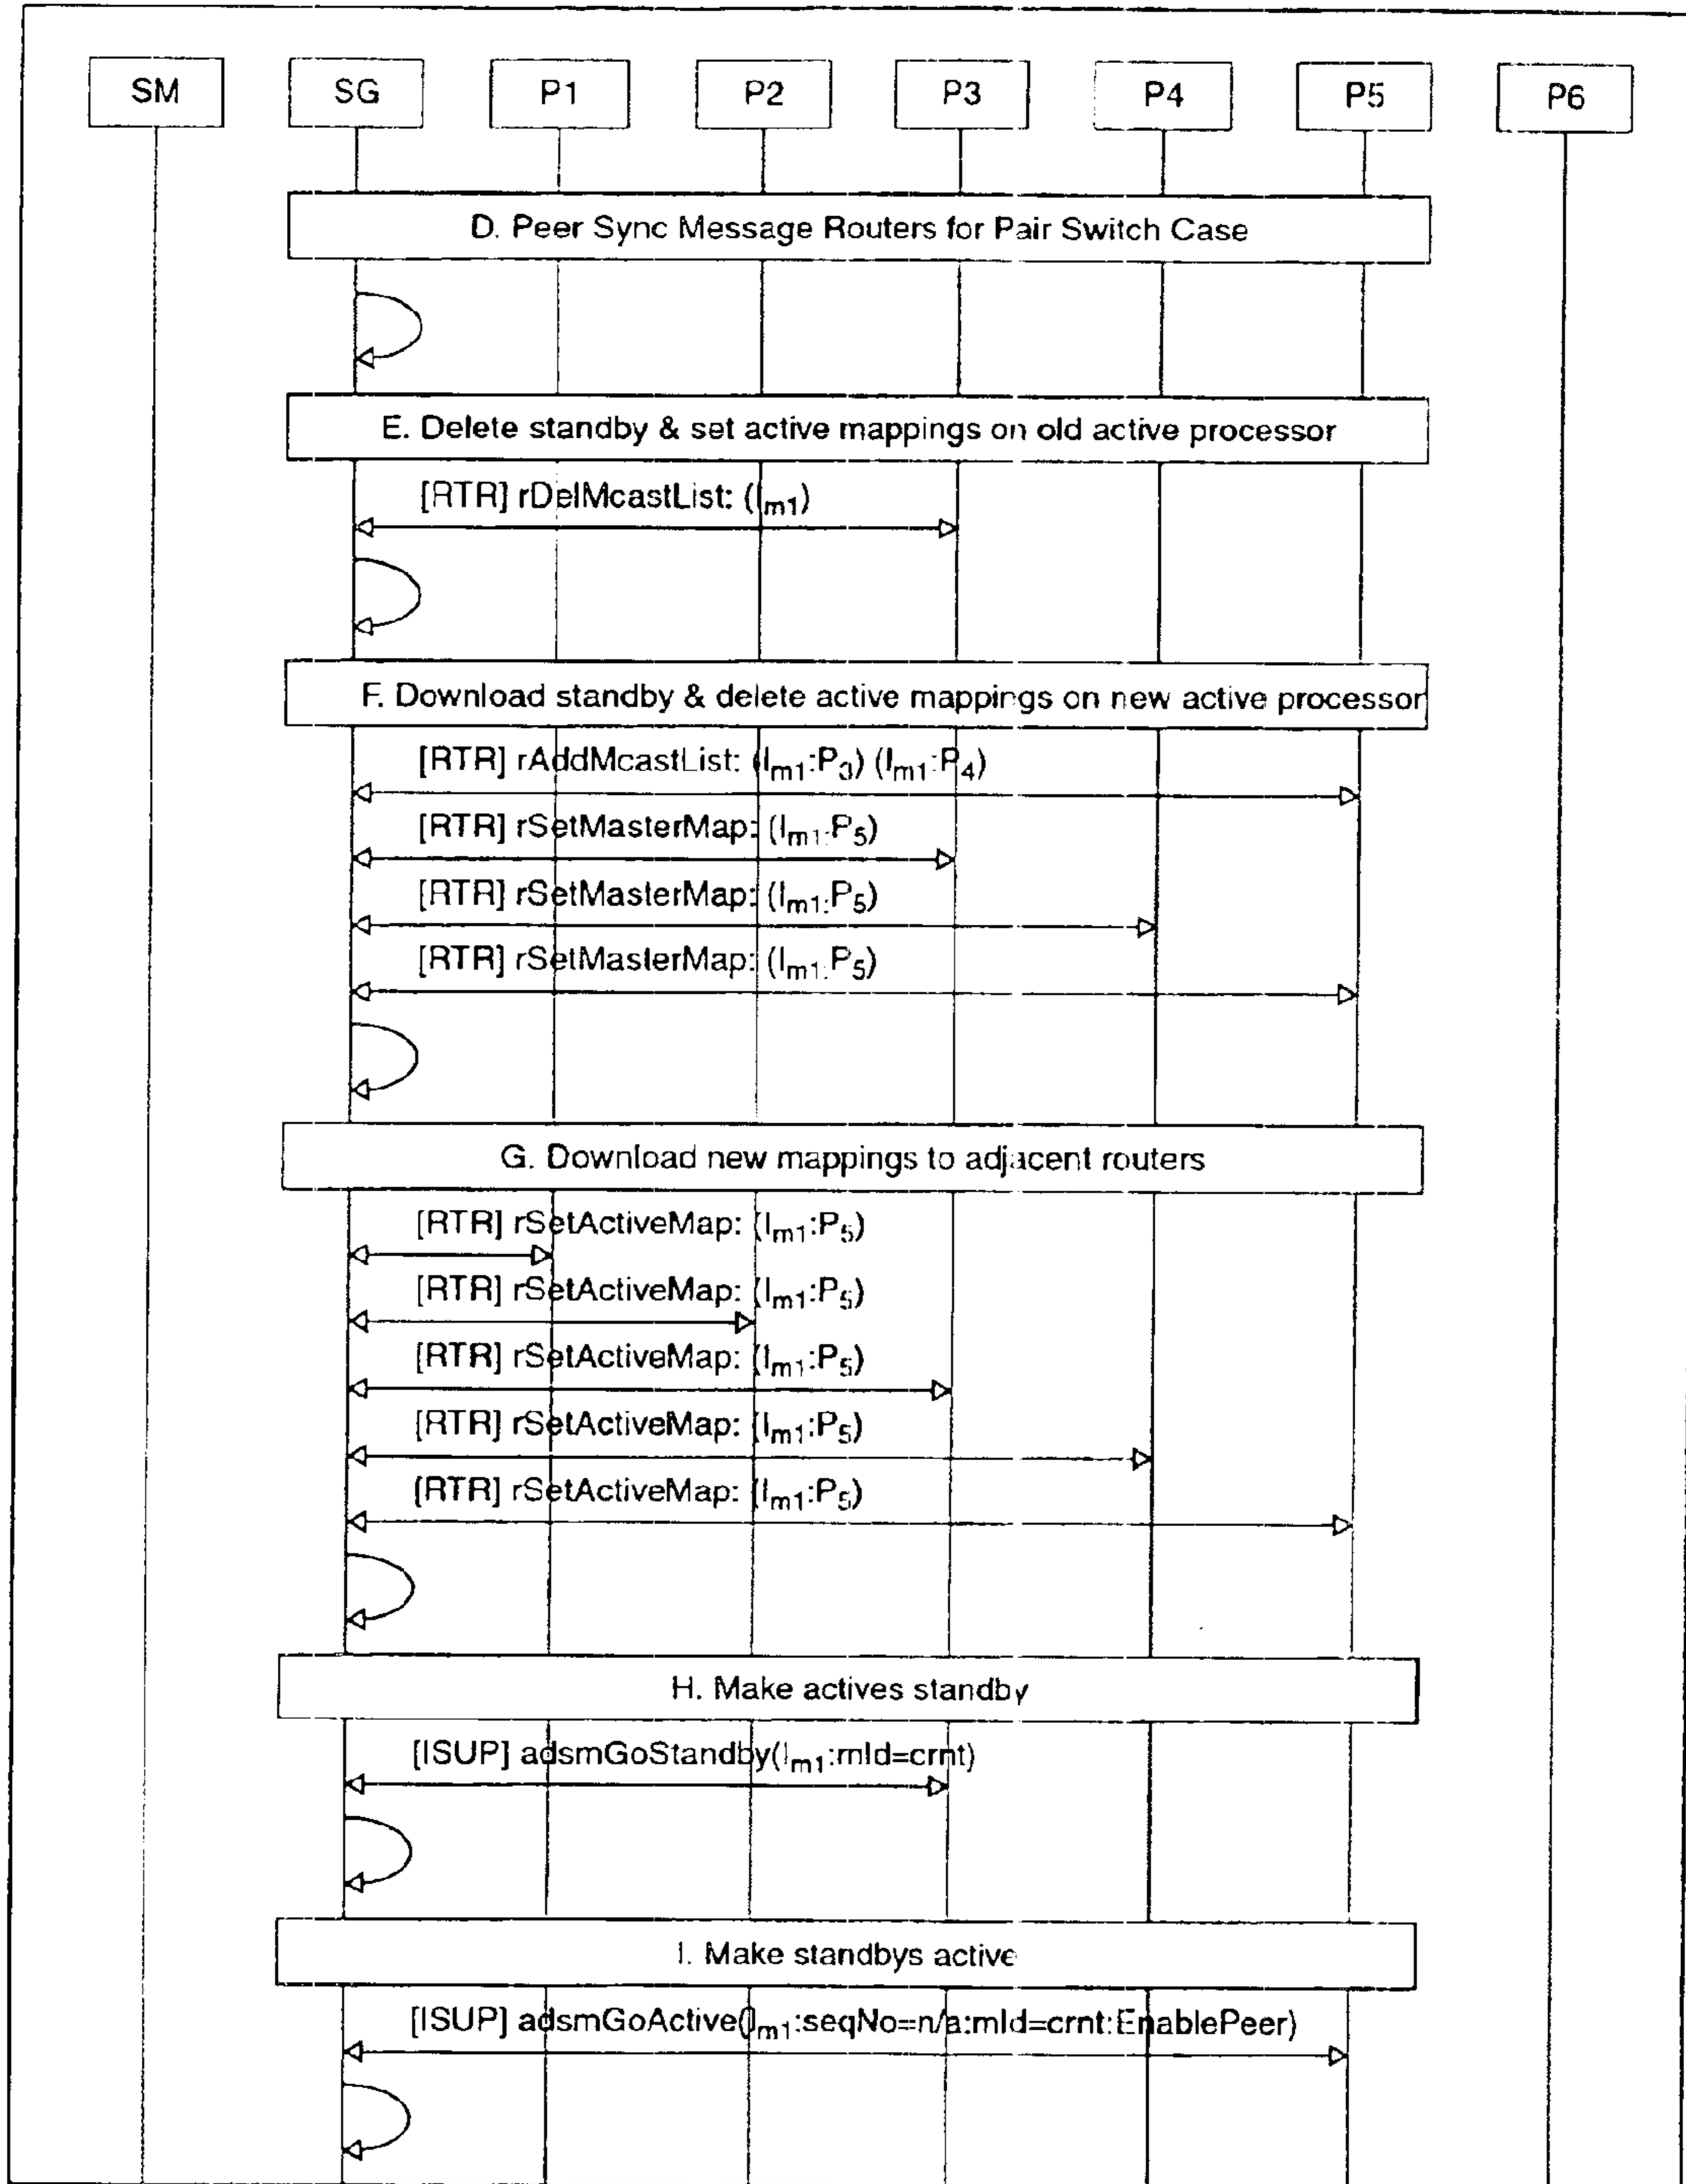 SM SG P1 P2 P3 P4 P5 P6
D. Peer Sync Message Routers for Pair Switch Case
E. Delete standby & set active mappings on old active processor
[RTR] rDelMcastList: (Im1)
F. Download standby & delete active mappings on new active processor
[RTR] rAddMcastList: (Im1:P3) (Im1:P4)
[RTR] rSetMasterMap: (Im1:P5)
[RTR] rSetMasterMap: (Im1:P5)
[RTR] rSetMasterMap: (Im1:P5)
G. Download new mappings to adjacent routers
[RTR] rSetActiveMap: (Im1:P5)
[RTR] rSetActiveMap: (Im1:P5)
[RTR] rSetActiveMap: (Im1:P5)
[RTR] rSetActiveMap: (Im1:P5)
[RTR] rSetActiveMap: (Im1:P5)
H. Make actives standby
[ISUP] adsmGoStandby(Im1:mId=crnt)
I. Make standbys active
[ISUP] adsmGoActive(Im1:seqNo=n/a:mId=crnt:EnablePeer)